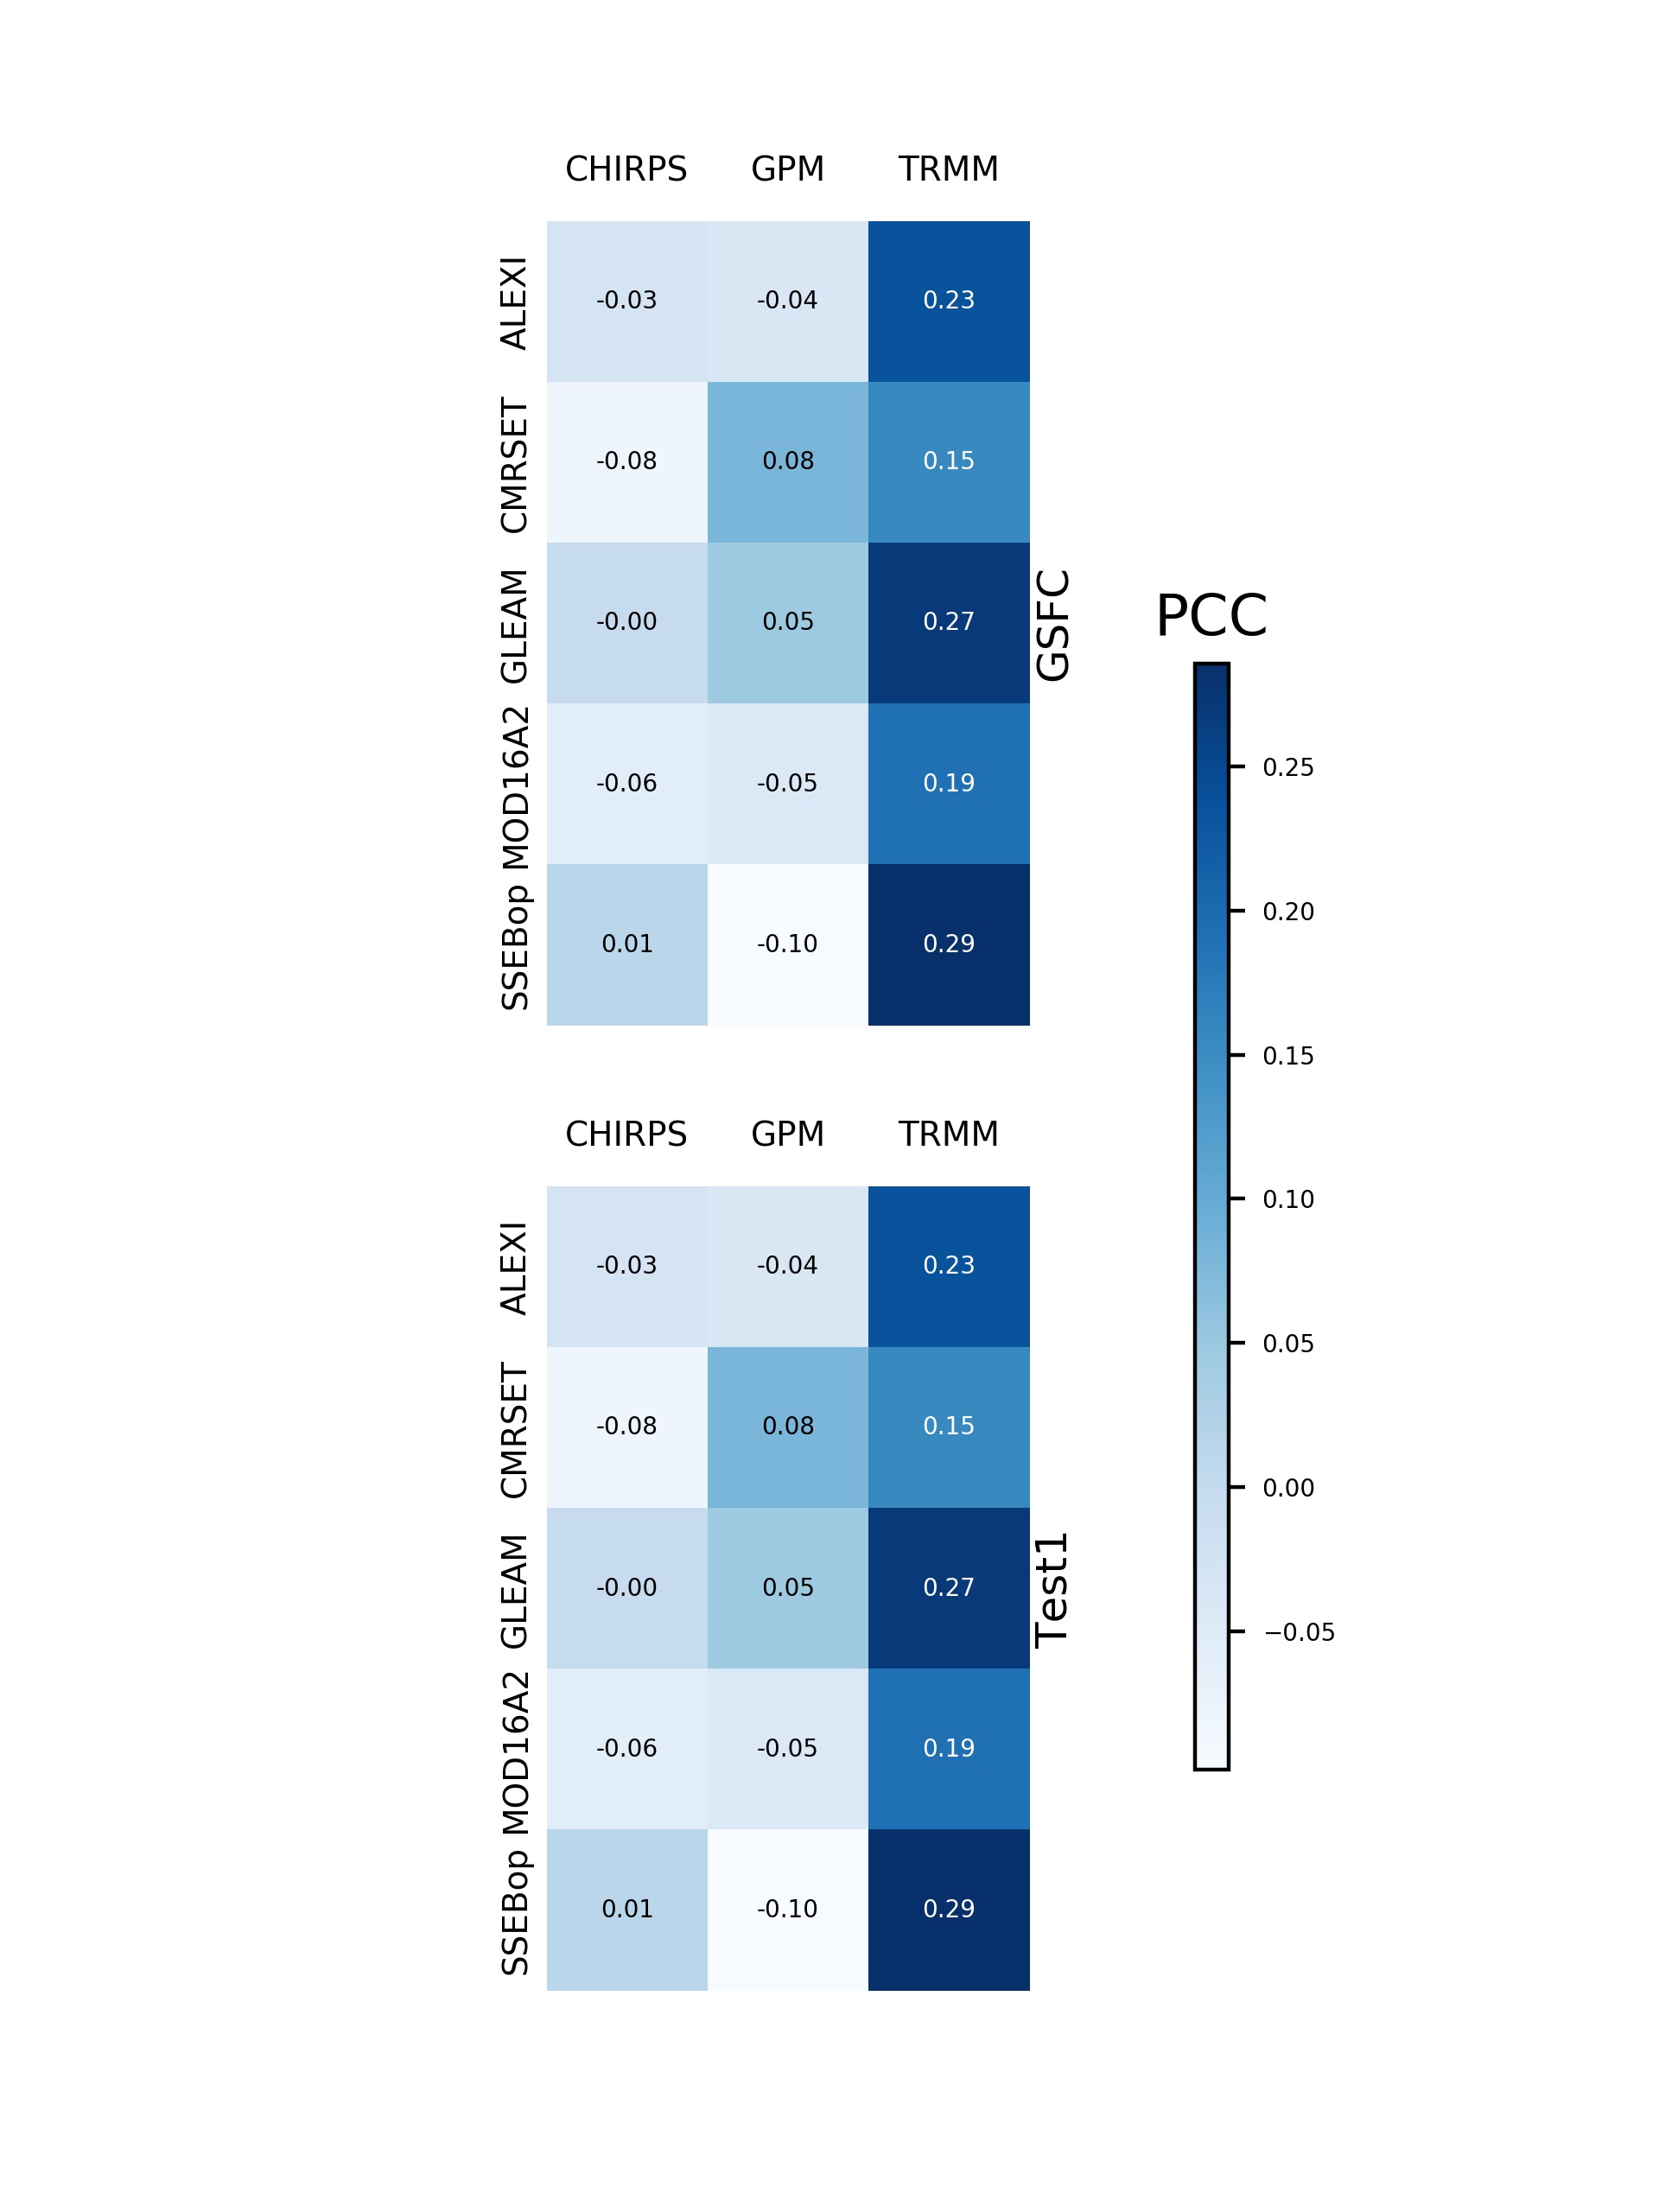 CHIRPS GPM TRMM
ALEXI -0.03 -0.04 0.23
CMRSET -0.08 0.08 0.15
GLEAM -0.00 0.05 0.27
MOD16A2 -0.06 -0.05 0.19
SSEBop 0.01 -0.10 0.29
GSFC
CHIRPS GPM TRMM
ALEXI -0.03 -0.04 0.23
CMRSET -0.08 0.08 0.15
GLEAM -0.00 0.05 0.27
MOD16A2 -0.06 -0.05 0.19
SSEBop 0.01 -0.10 0.29
Test1
PCC
0.25
0.20
0.15
0.10
0.05
0.00
−0.05